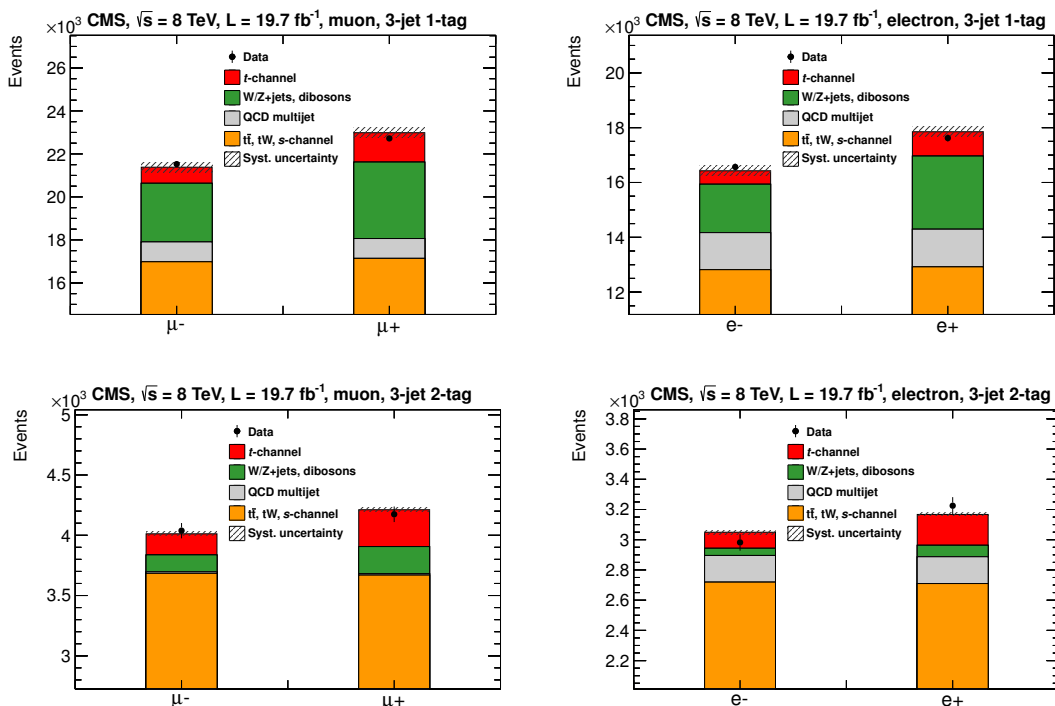 CMS, √s = 8 TeV, L = 19.7 fb⁻¹, muon, 3-jet 1-tag
×10³
Events
22
20
18
16
24
26
Data
t-channel
W/Z+jets, dibosons
QCD multijet
tt̄, tW, s-channel
Syst. uncertainty
μ-
μ+
CMS, √s = 8 TeV, L = 19.7 fb⁻¹, electron, 3-jet 1-tag
×10³
Events
20
18
16
14
12
Data
t-channel
W/Z+jets, dibosons
QCD multijet
tt̄, tW, s-channel
Syst. uncertainty
e-
e+
CMS, √s = 8 TeV, L = 19.7 fb⁻¹, muon, 3-jet 2-tag
×10³
Events
5
4.5
4
3.5
3
Data
t-channel
W/Z+jets, dibosons
QCD multijet
tt̄, tW, s-channel
Syst. uncertainty
μ-
μ+
CMS, √s = 8 TeV, L = 19.7 fb⁻¹, electron, 3-jet 2-tag
×10³
Events
3.8
3.6
3.4
3.2
3
2.8
2.6
2.4
2.2
Data
t-channel
W/Z+jets, dibosons
QCD multijet
tt̄, tW, s-channel
Syst. uncertainty
e-
e+